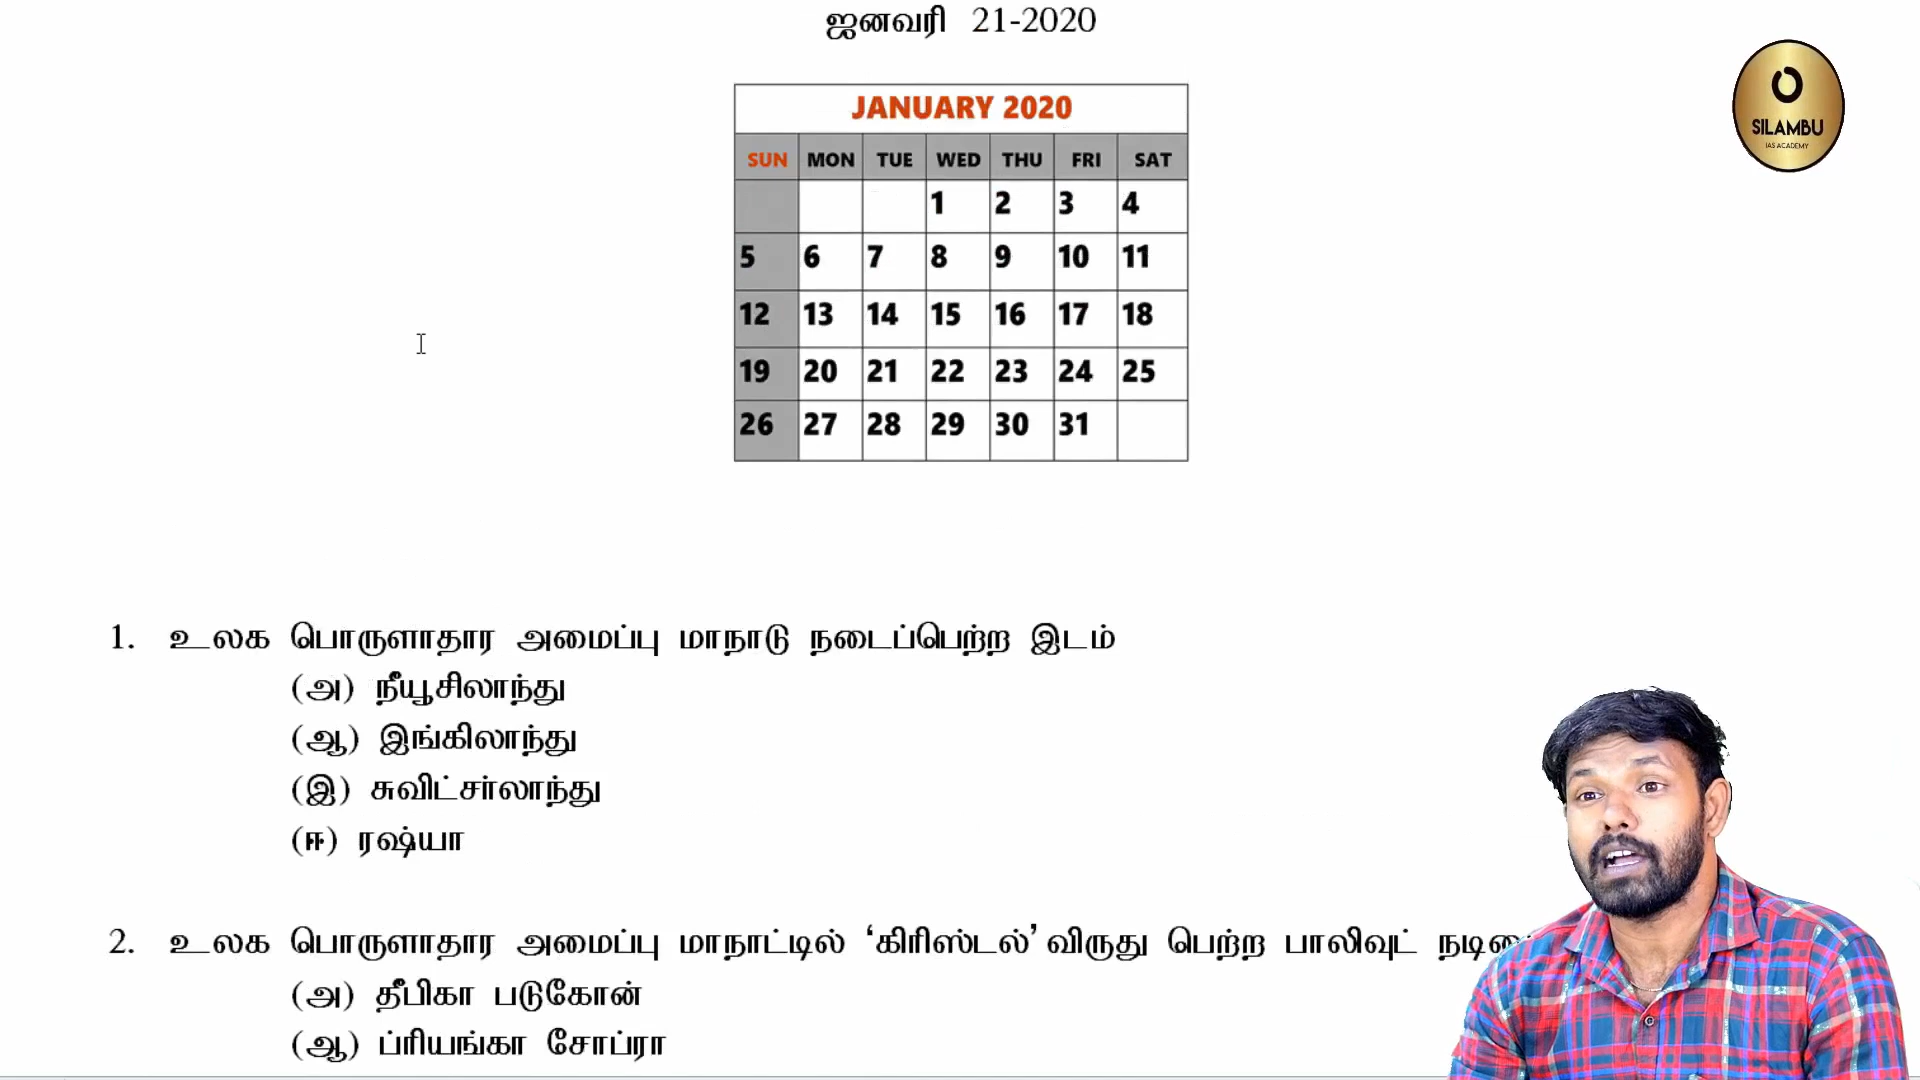 ஜனவரி 21-2020
SILAMBU
IAS ACADEMY
JANUARY 2020
SUN MON TUE WED THU FRI SAT
1 2 3 4
5 6 7 8 9 10 11
12 13 14 15 16 17 18
19 20 21 22 23 24 25
26 27 28 29 30 31
1. உலக பொருளாதார அமைப்பு மாநாடு நடைப்பெற்ற இடம்
(அ) நீயூசிலாந்து
(ஆ) இங்கிலாந்து
(இ) சுவிட்சர்லாந்து
(ஈ) ரஷ்யா
2. உலக பொருளாதார அமைப்பு மாநாட்டில் ‘கிரிஸ்டல்’ விருது பெற்ற பாலிவுட்
(அ) தீபிகா படுகோன்
(ஆ) ப்ரியங்கா சோப்ரா